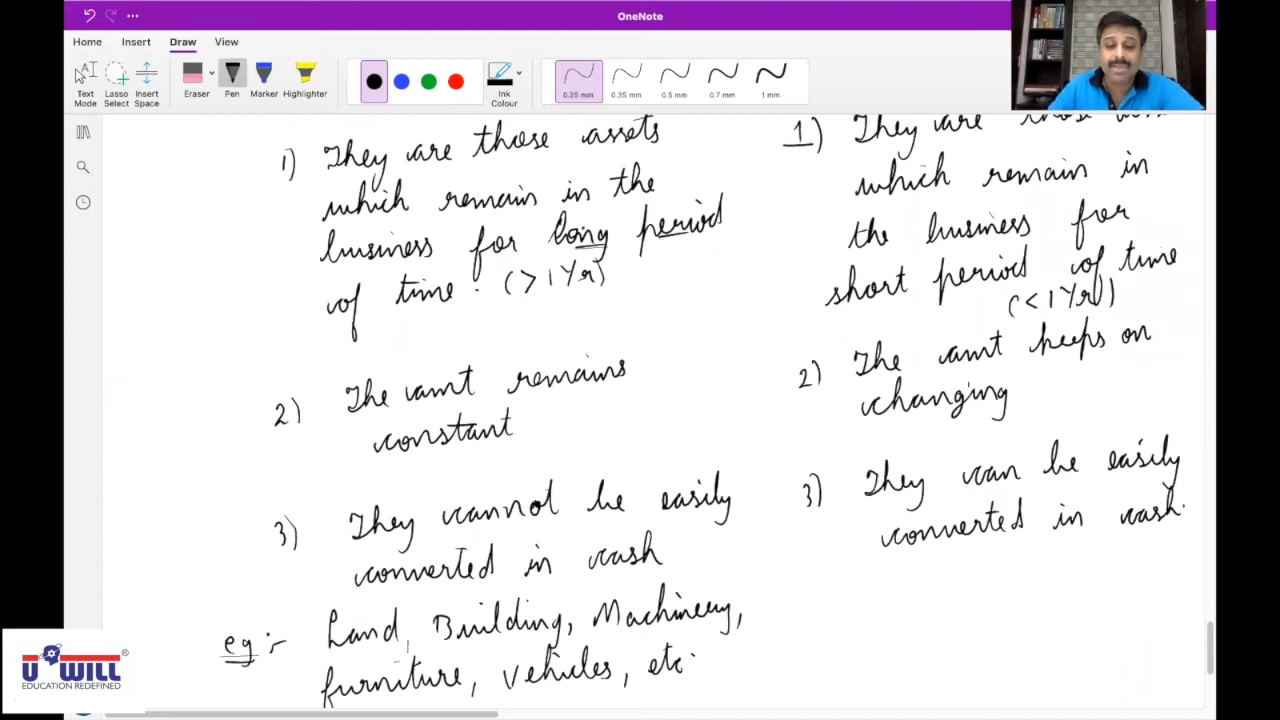 OneNote
Home Insert Draw View
Text Mode
Lasso Select
Insert Space
Eraser
Pen
Marker
Highlighter
Ink Colour
0.25 mm
0.35 mm
0.5 mm
0.7 mm
1 mm
1) They are those assets
which remain in the
business for long period
of time. (> 1 Yr)
2) The amt remains
constant
3) They cannot be easily
converted in cash
eg :- Land, Building, Machinery,
furniture, vehicles, etc.
1) They are those
which remain in
the business for
short period of time
(< 1 Yr)
2) The amt keeps on
changing
3) They can be easily
converted in cash.
U WILL
EDUCATION REDEFINED